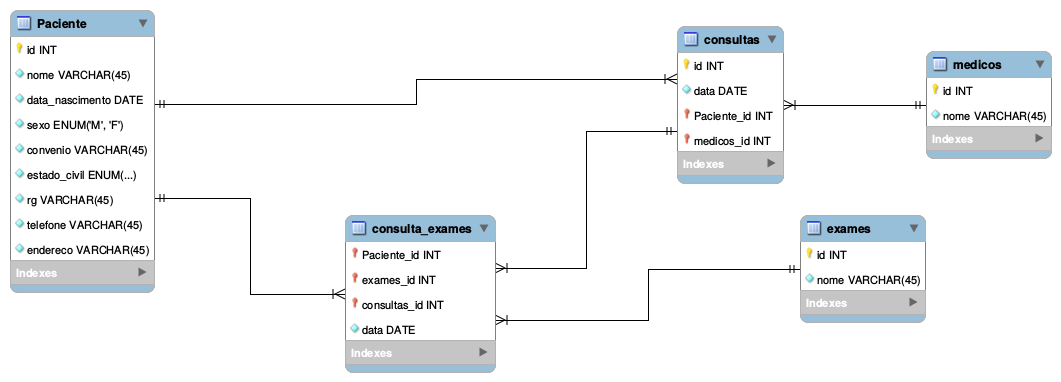 Paciente
id INT
nome VARCHAR(45)
data_nascimento DATE
sexo ENUM('M', 'F')
convenio VARCHAR(45)
estado_civil ENUM(...)
rg VARCHAR(45)
telefone VARCHAR(45)
endereco VARCHAR(45)
Indexes
consultas
id INT
data DATE
Paciente_id INT
medicos_id INT
Indexes
medicos
id INT
nome VARCHAR(45)
Indexes
consulta_exames
Paciente_id INT
exames_id INT
consultas_id INT
data DATE
Indexes
exames
id INT
nome VARCHAR(45)
Indexes